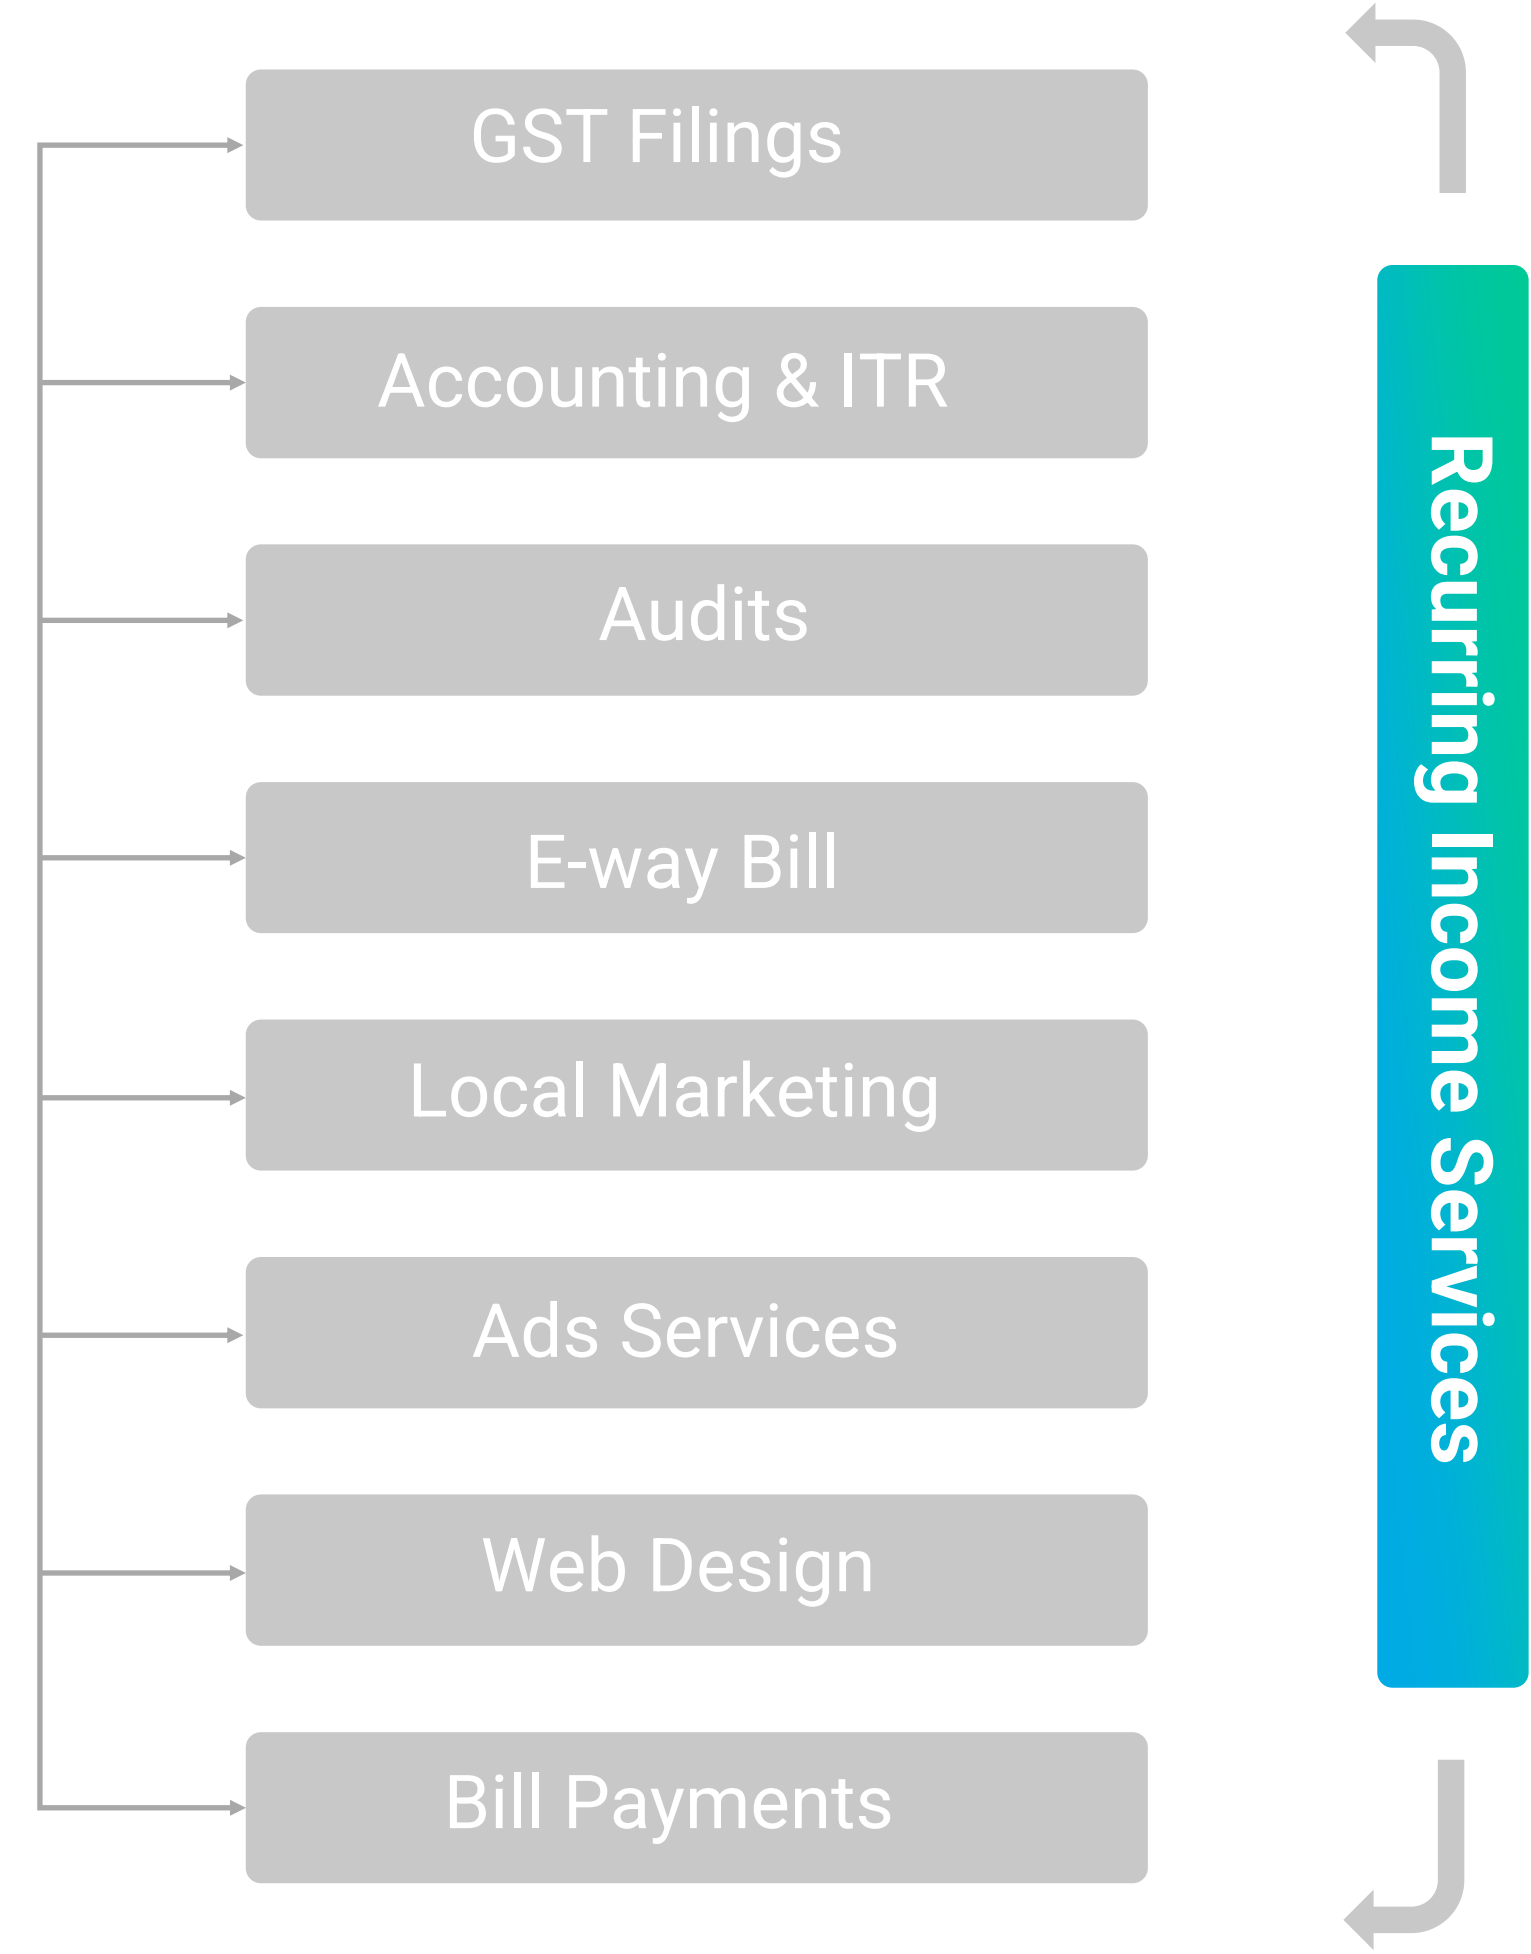 GST Filings
Accounting & ITR
Audits
E-way Bill
Local Marketing
Ads Services
Web Design
Bill Payments
Recurring Income Services